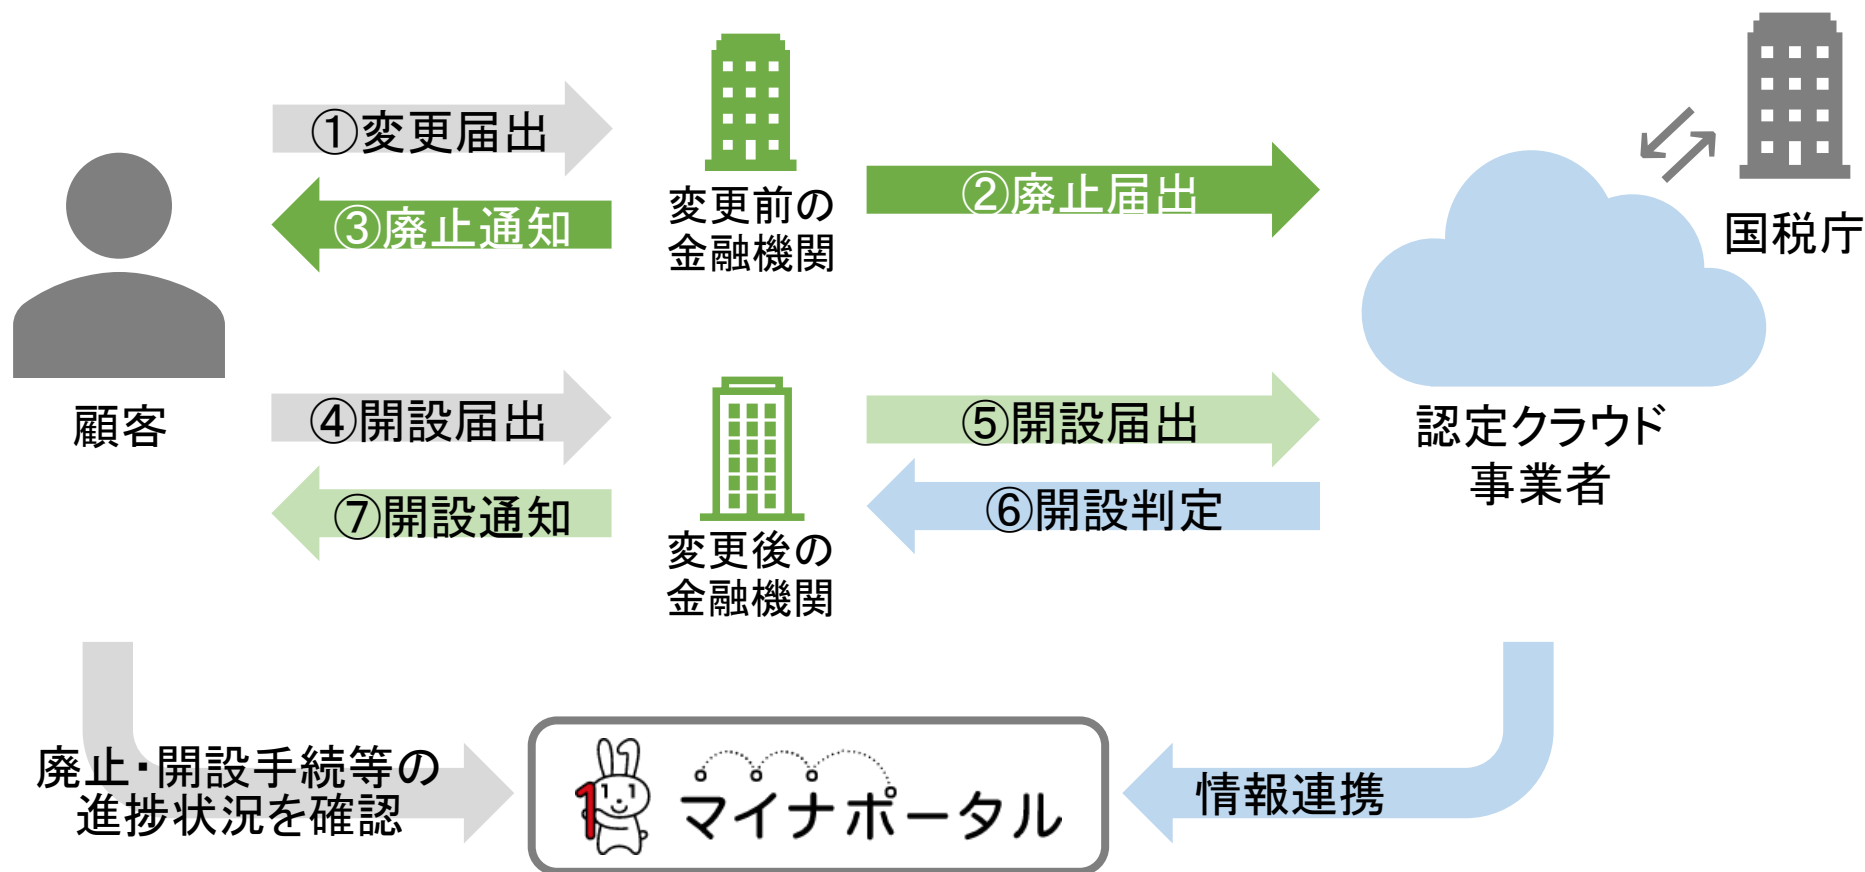 ①変更届出
③廃止通知
変更前の
金融機関
②廃止届出
国税庁
顧客
④開設届出
⑦開設通知
変更後の
金融機関
⑤開設届出
⑥開設判定
認定クラウド
事業者
廃止・開設手続等の
進捗状況を確認
マイナポータル
情報連携